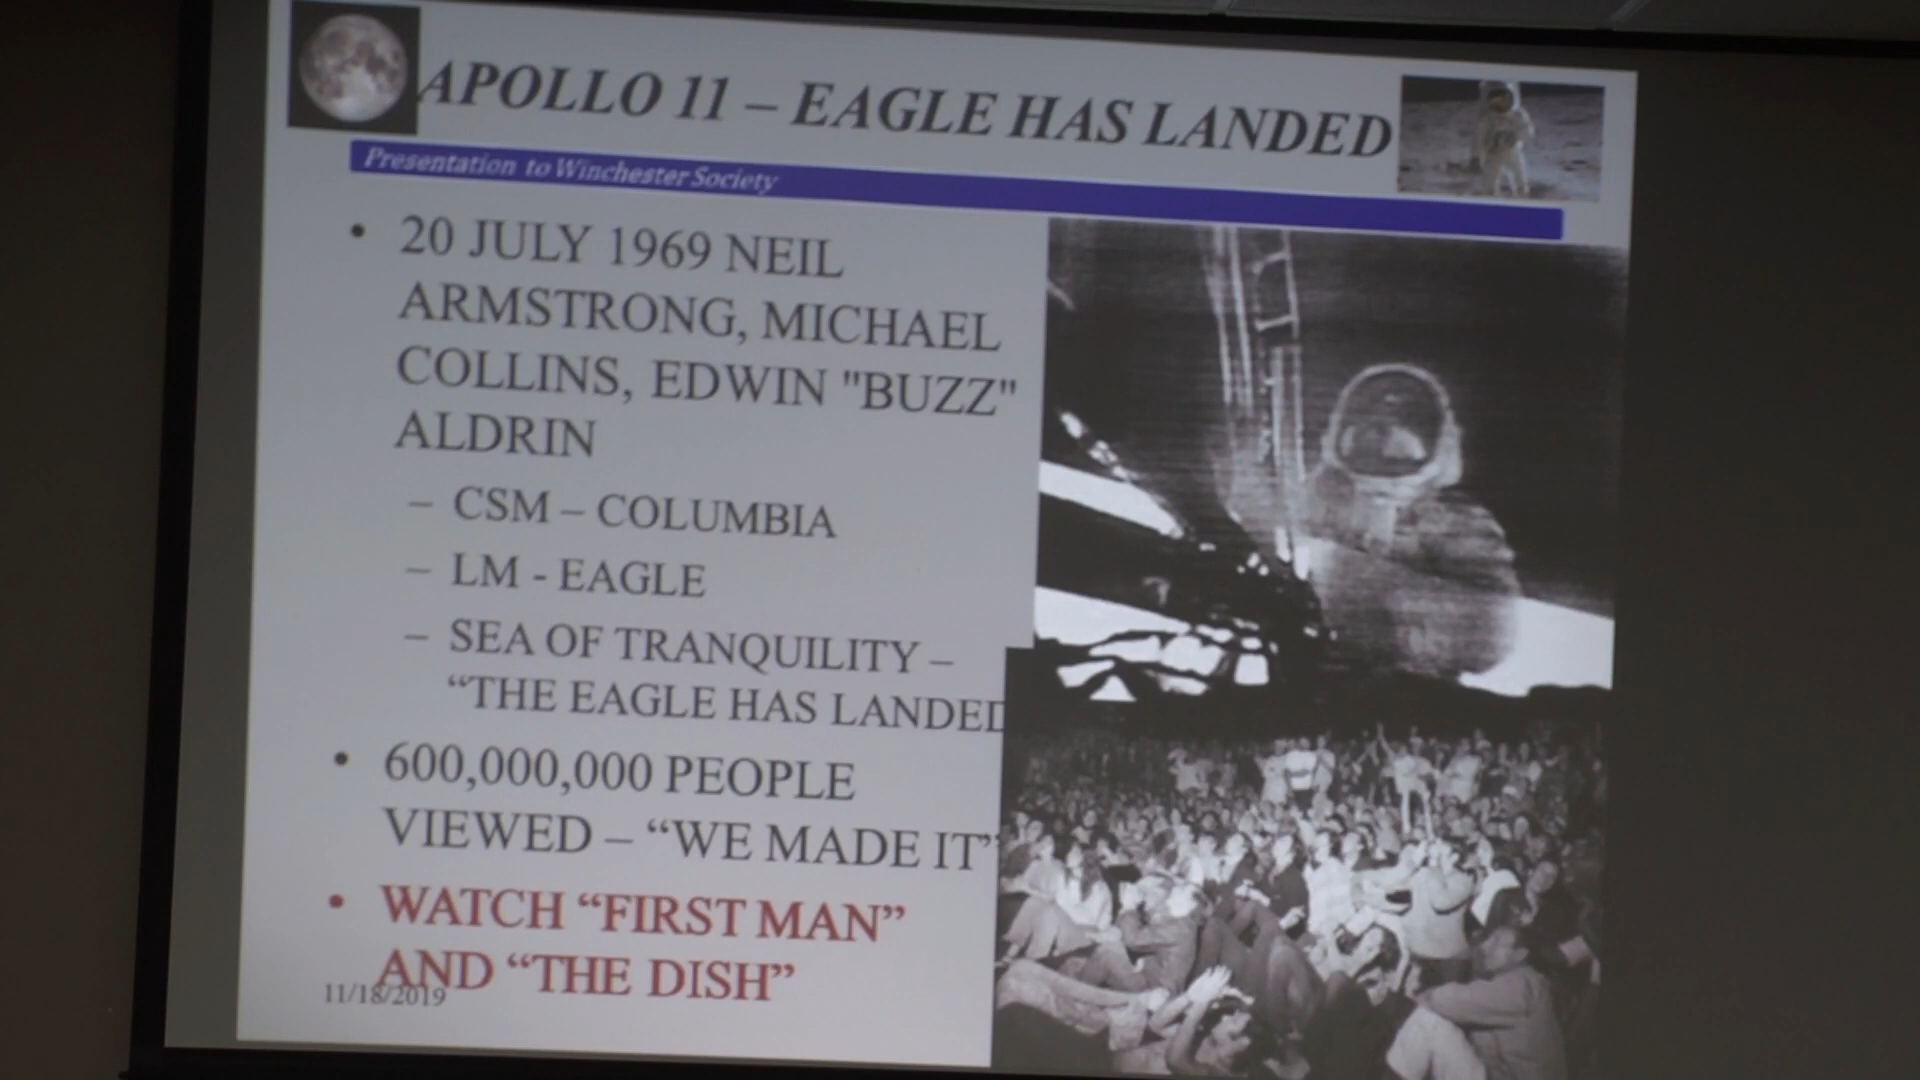 APOLLO 11 – EAGLE HAS LANDED
Presentation to Winchester Society
• 20 JULY 1969 NEIL
ARMSTRONG, MICHAEL
COLLINS, EDWIN "BUZZ"
ALDRIN
– CSM – COLUMBIA
– LM - EAGLE
– SEA OF TRANQUILITY –
“THE EAGLE HAS LANDED
• 600,000,000 PEOPLE
VIEWED – “WE MADE IT”
• WATCH “FIRST MAN”
AND “THE DISH”
11/18/2019